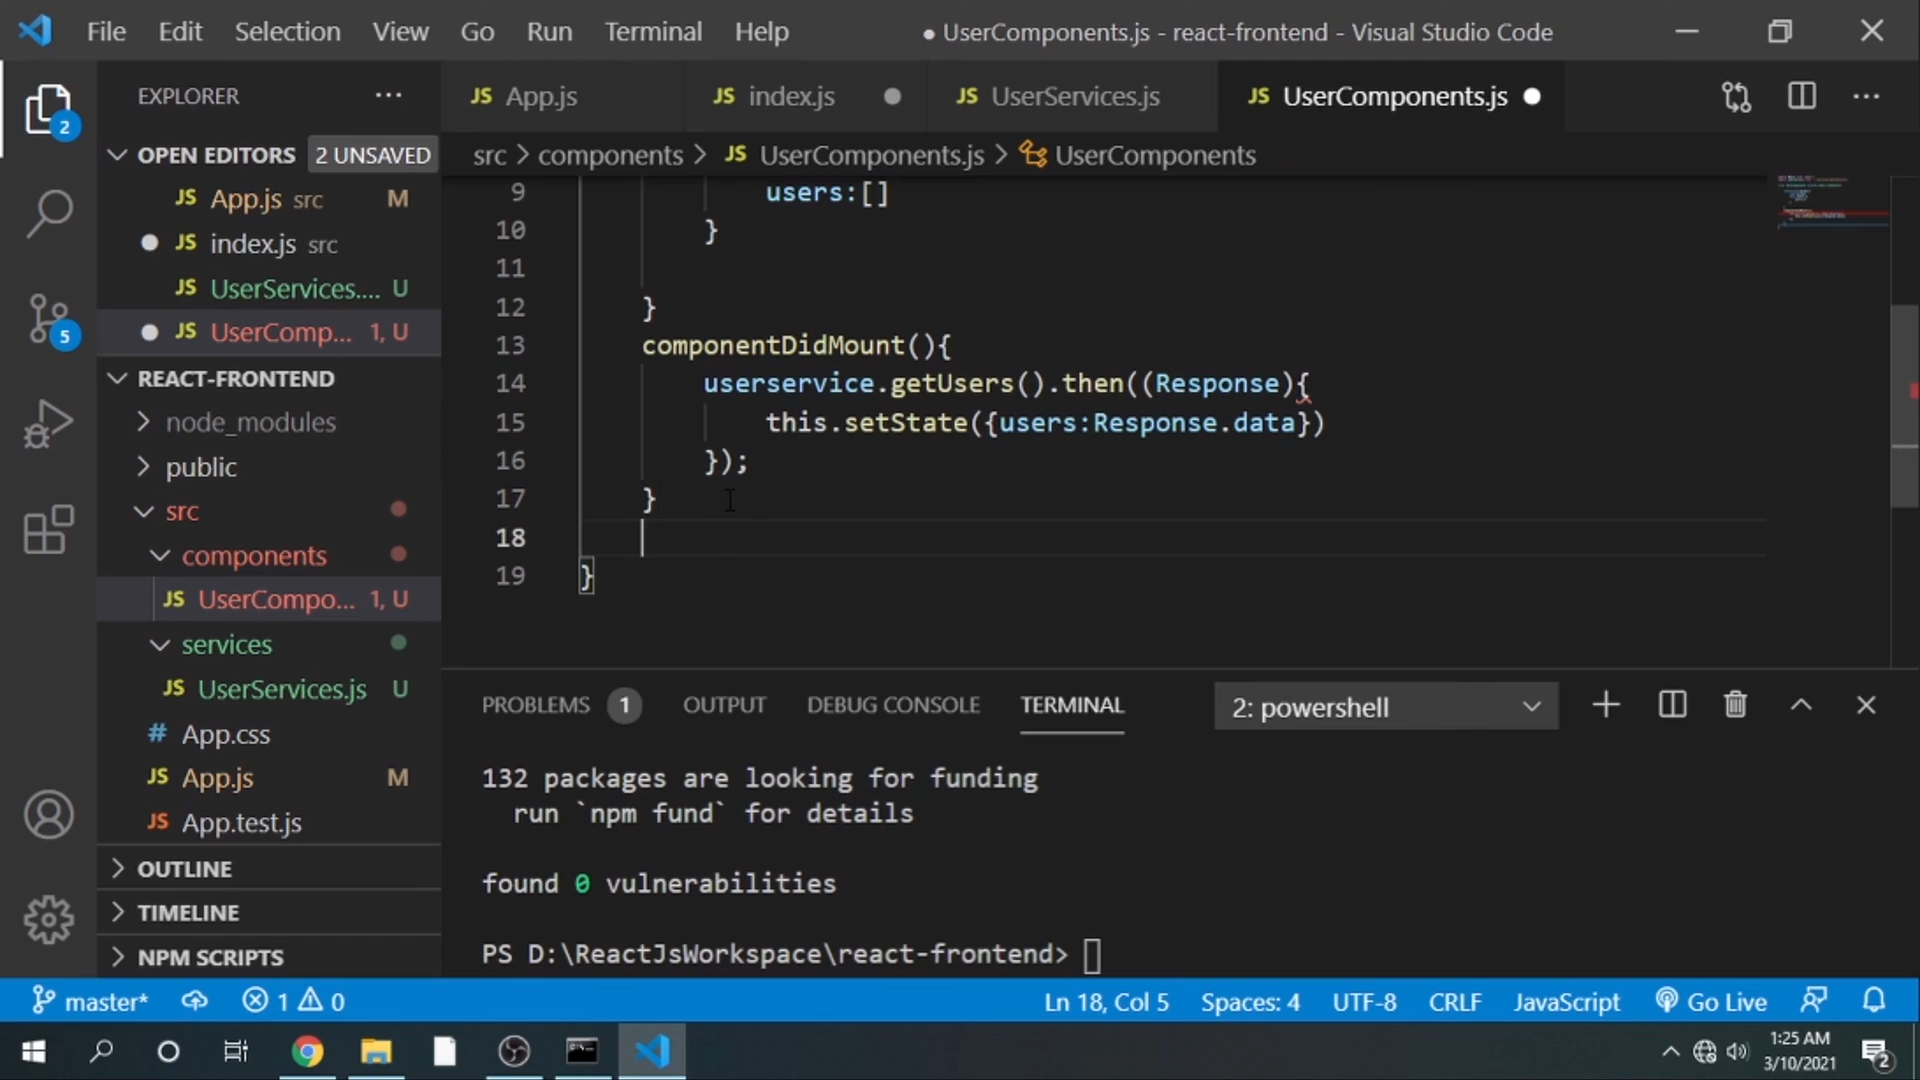 File Edit Selection View Go Run Terminal Help ● UserComponents.js - react-frontend - Visual Studio Code
EXPLORER ···
JS App.js JS index.js JS UserServices.js JS UserComponents.js
OPEN EDITORS 2 UNSAVED
src > components > JS UserComponents.js > UserComponents
JS App.js src M
JS index.js src
JS UserServices.... U
JS UserComp... 1, U
REACT-FRONTEND
node_modules
public
src
components
JS UserCompo... 1, U
services
JS UserServices.js U
# App.css
JS App.js M
JS App.test.js
OUTLINE
TIMELINE
NPM SCRIPTS
2
5
9 users:[]
10 }
11
12 }
13 componentDidMount(){
14 userservice.getUsers().then((Response){
15 this.setState({users:Response.data})
16 });
17 }
18
19 }
PROBLEMS 1 OUTPUT DEBUG CONSOLE TERMINAL 2: powershell
132 packages are looking for funding
run `npm fund` for details
found 0 vulnerabilities
PS D:\ReactJsWorkspace\react-frontend>
master* 1 0 Ln 18, Col 5 Spaces: 4 UTF-8 CRLF JavaScript Go Live
1:25 AM
3/10/2021
2